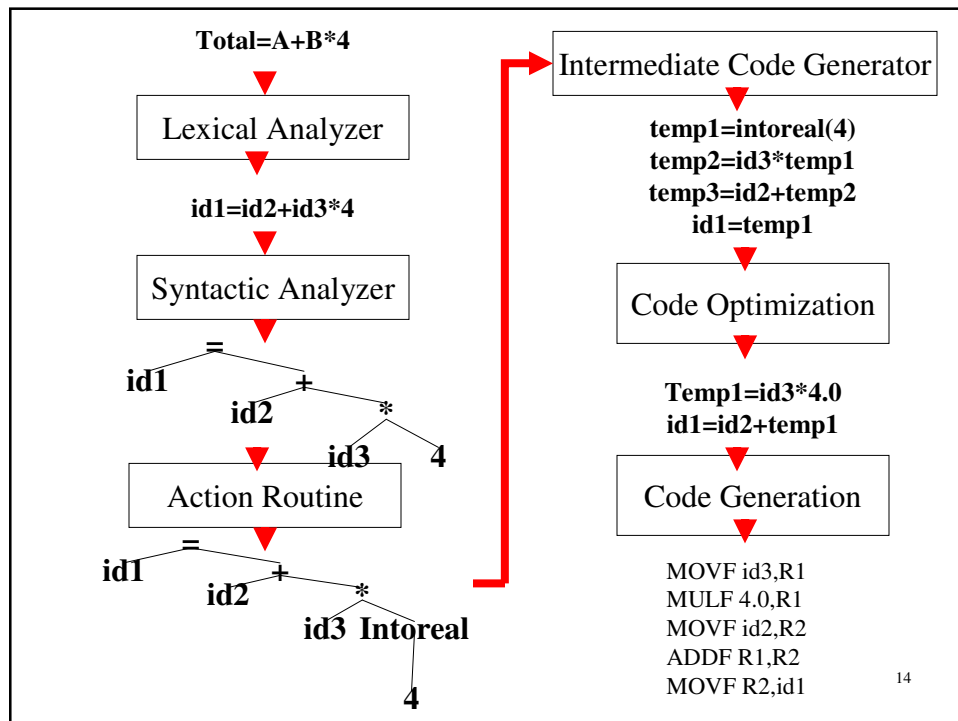 Total=A+B*4
Lexical Analyzer
id1=id2+id3*4
Syntactic Analyzer
=
id1
+
id2
*
id3 4
Action Routine
=
id1
+
id2
*
id3 Intoreal
4
Intermediate Code Generator
temp1=intoreal(4)
temp2=id3*temp1
temp3=id2+temp2
id1=temp1
Code Optimization
Temp1=id3*4.0
id1=id2+temp1
Code Generation
MOVF id3,R1
MULF 4.0,R1
MOVF id2,R2
ADDF R1,R2
MOVF R2,id1
14